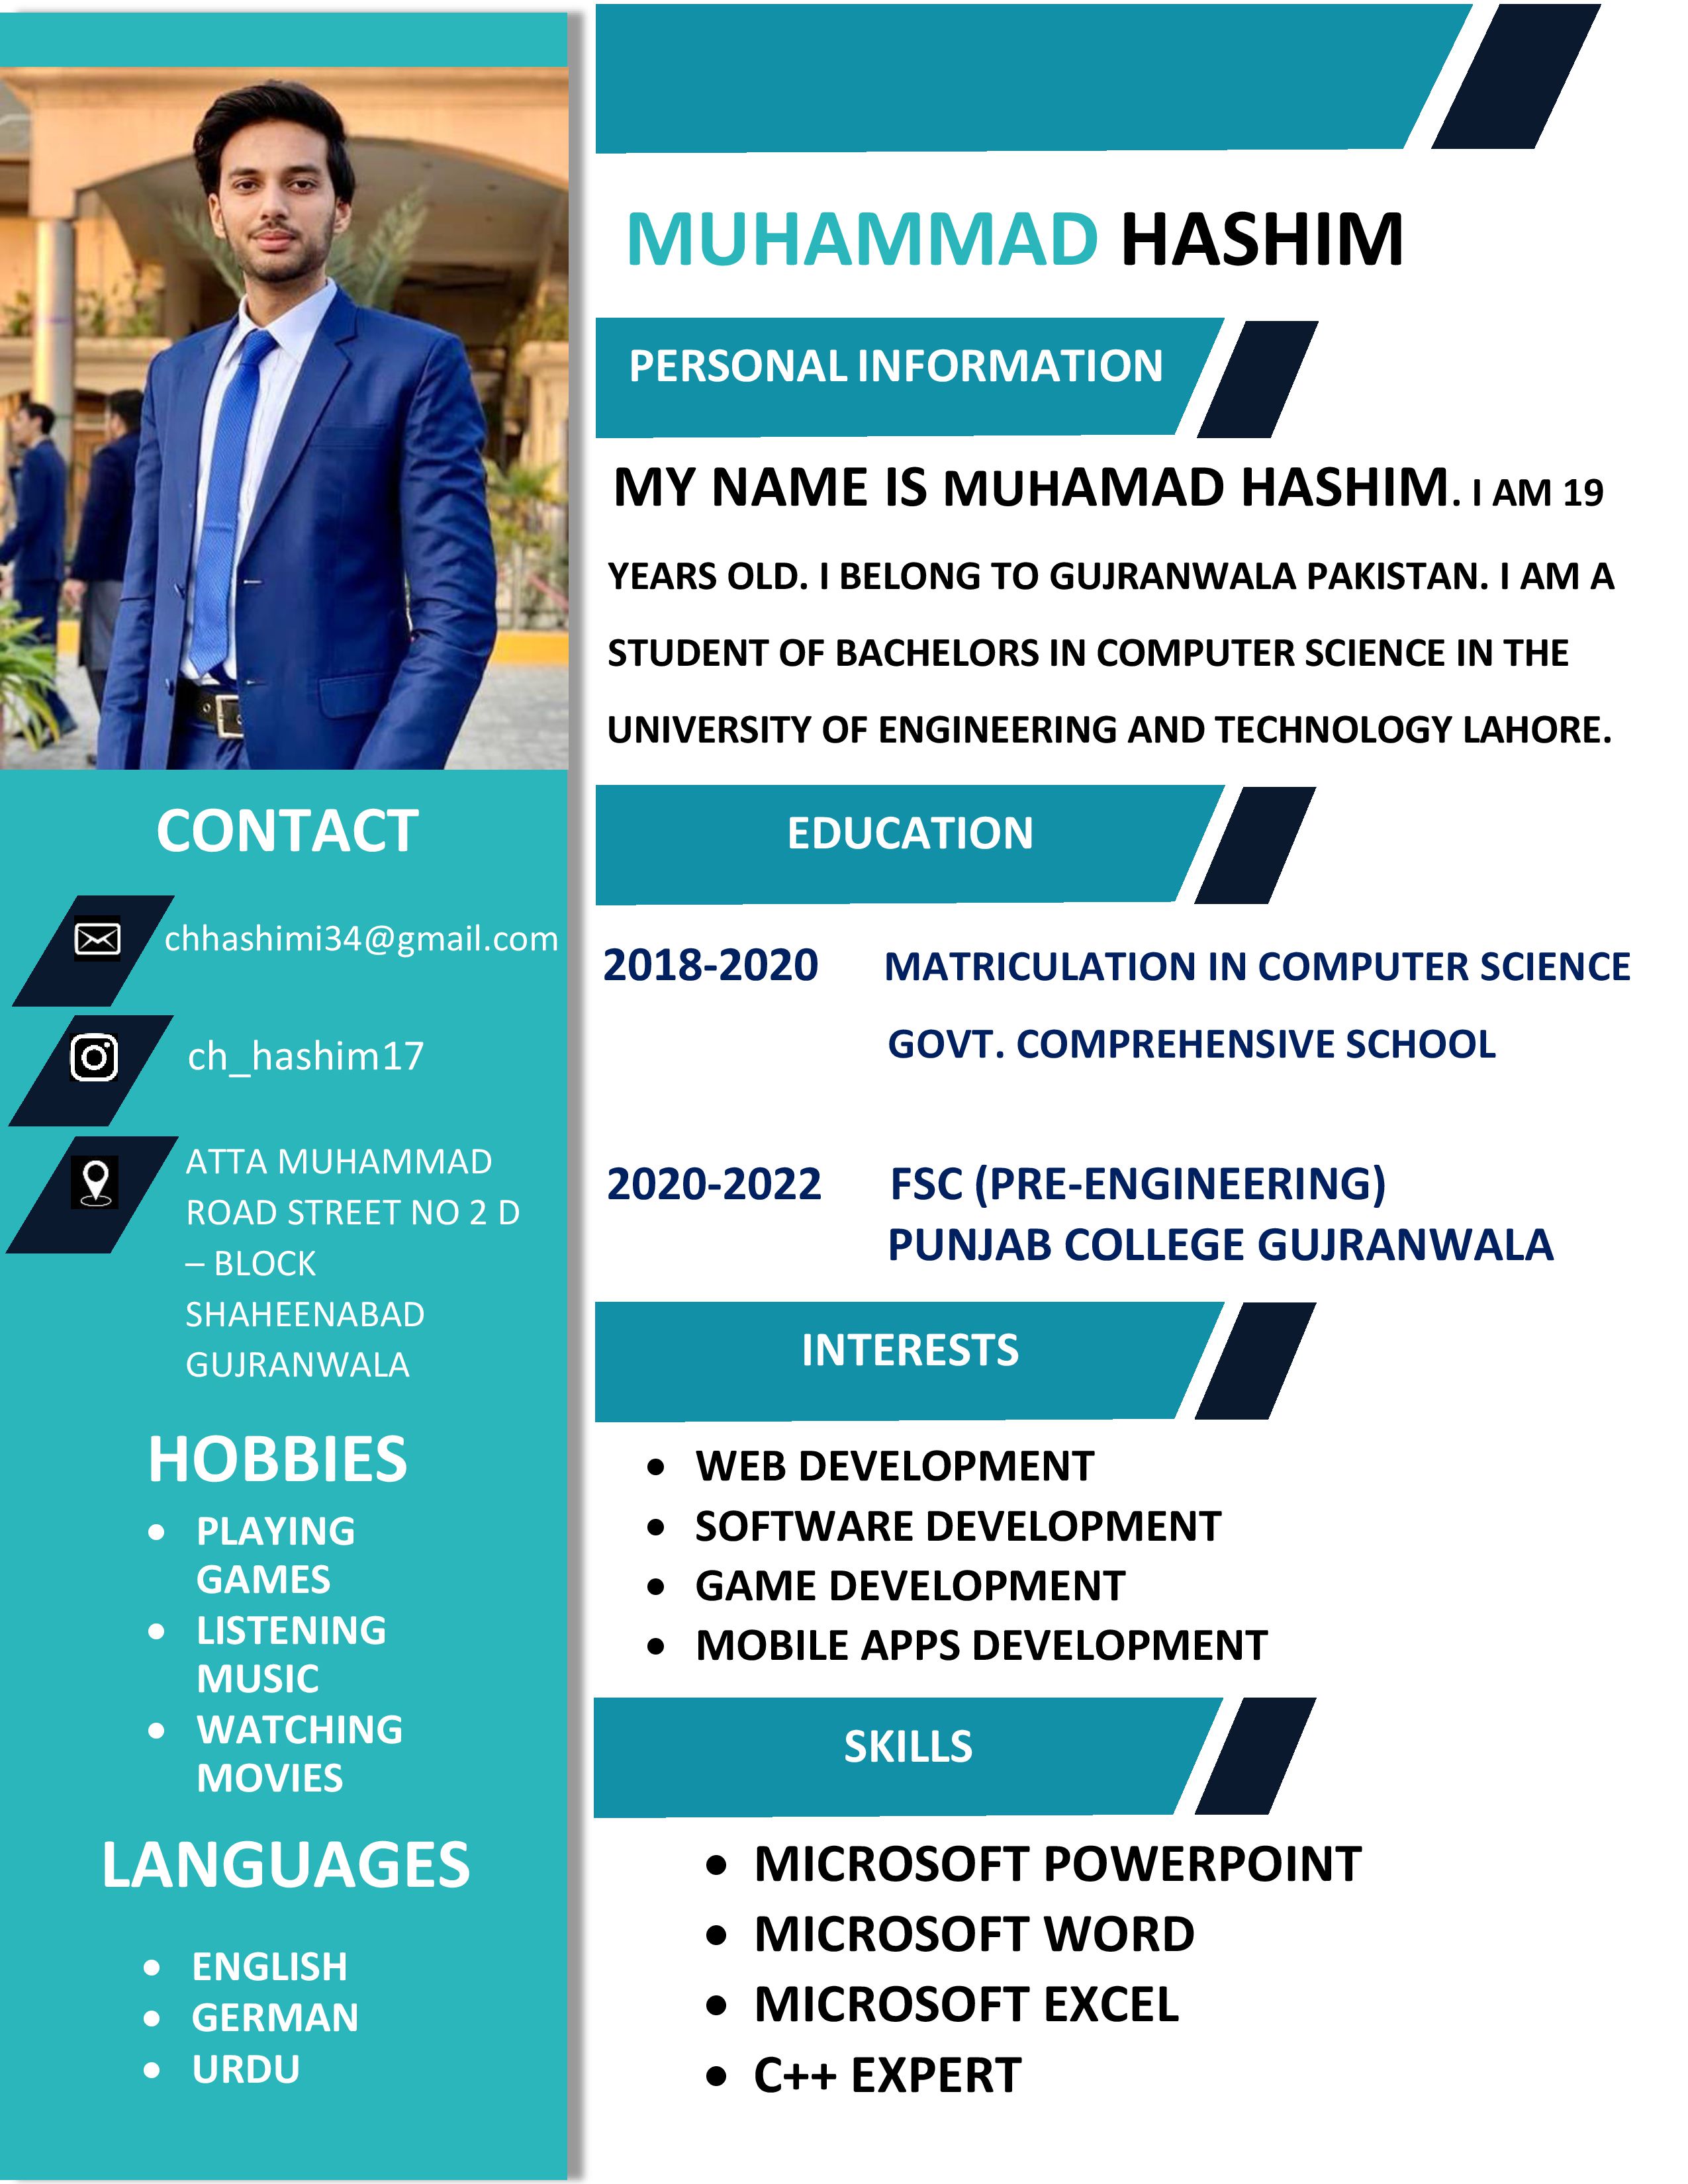 MUHAMMAD HASHIM
PERSONAL INFORMATION
MY NAME IS MUHAMAD HASHIM. I AM 19
YEARS OLD. I BELONG TO GUJRANWALA PAKISTAN. I AM A
STUDENT OF BACHELORS IN COMPUTER SCIENCE IN THE
UNIVERSITY OF ENGINEERING AND TECHNOLOGY LAHORE.
EDUCATION
2018-2020 MATRICULATION IN COMPUTER SCIENCE
GOVT. COMPREHENSIVE SCHOOL
2020-2022 FSC (PRE-ENGINEERING)
PUNJAB COLLEGE GUJRANWALA
INTERESTS
• WEB DEVELOPMENT
• SOFTWARE DEVELOPMENT
• GAME DEVELOPMENT
• MOBILE APPS DEVELOPMENT
SKILLS
• MICROSOFT POWERPOINT
• MICROSOFT WORD
• MICROSOFT EXCEL
• C++ EXPERT
CONTACT
chhashimi34@gmail.com
ch_hashim17
ATTA MUHAMMAD
ROAD STREET NO 2 D
– BLOCK
SHAHEENABAD
GUJRANWALA
HOBBIES
• PLAYING
GAMES
• LISTENING
MUSIC
• WATCHING
MOVIES
LANGUAGES
• ENGLISH
• GERMAN
• URDU